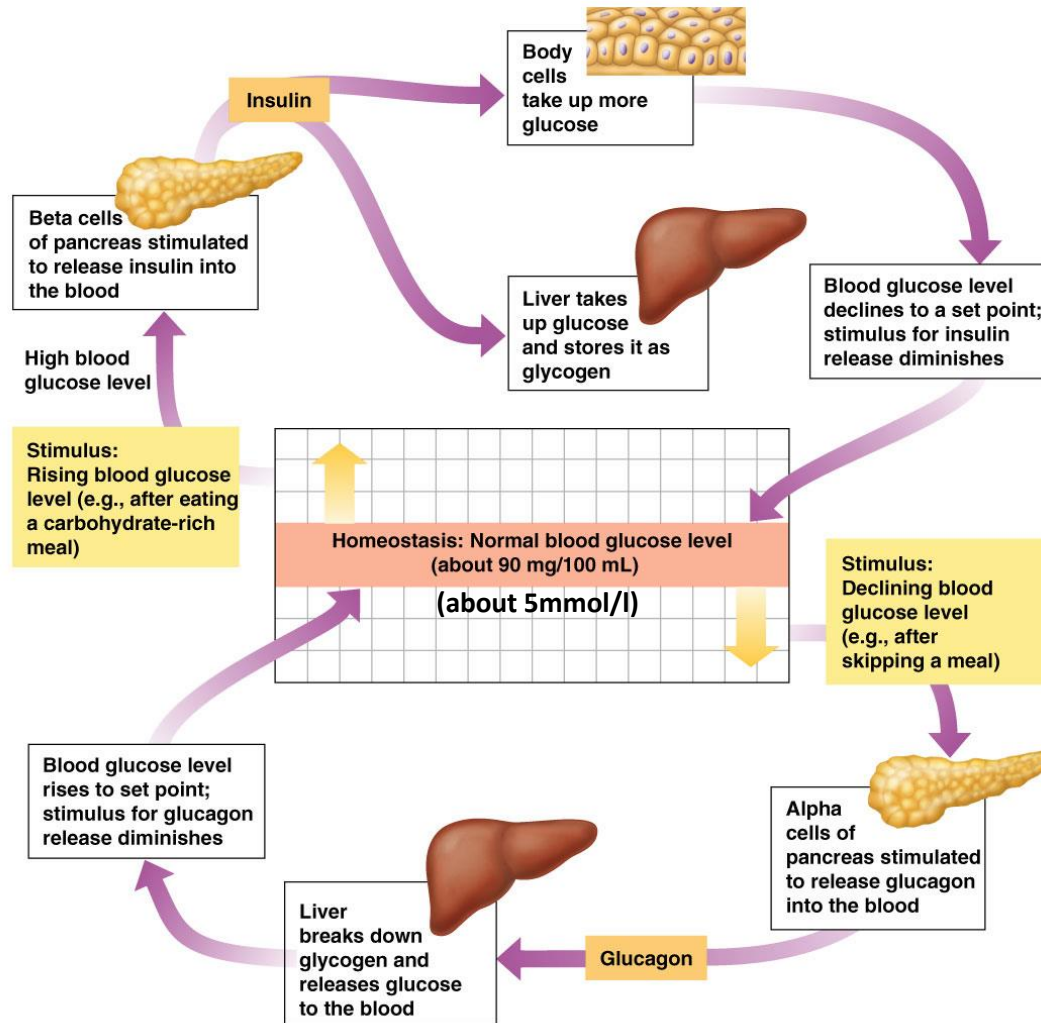 Body
cells
take up more
glucose
Insulin
Beta cells
of pancreas stimulated
to release insulin into
the blood
Liver takes
up glucose
and stores it as
glycogen
Blood glucose level
declines to a set point;
stimulus for insulin
release diminishes
High blood
glucose level
Stimulus:
Rising blood glucose
level (e.g., after eating
a carbohydrate-rich
meal)
Homeostasis: Normal blood glucose level
(about 90 mg/100 mL)
(about 5mmol/l)
Stimulus:
Declining blood
glucose level
(e.g., after
skipping a meal)
Blood glucose level
rises to set point;
stimulus for glucagon
release diminishes
Alpha
cells of
pancreas stimulated
to release glucagon
into the blood
Liver
breaks down
glycogen and
releases glucose
to the blood
Glucagon